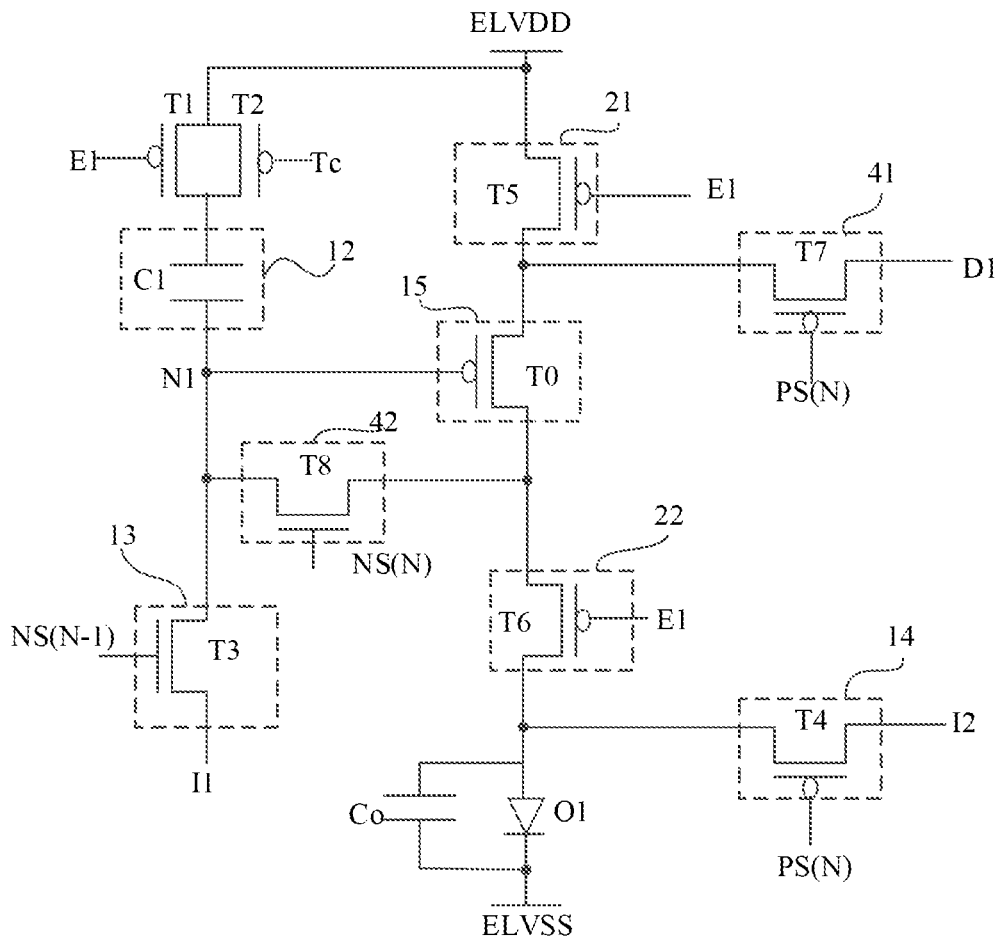 ELVDD
T1
T2
E1
Tc
21
T5
E1
41
T7
D1
PS(N)
C1
12
15
T0
N1
42
T8
NS(N)
22
T6
E1
13
NS(N-1)
T3
I1
14
T4
I2
PS(N)
Co
O1
ELVSS